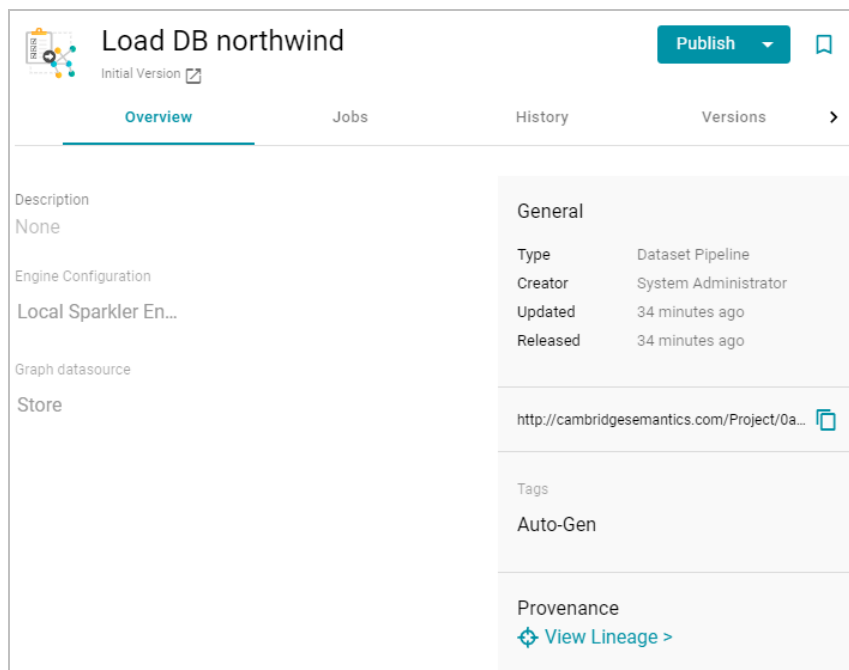 Load DB northwind
Publish
Initial Version
Overview
Jobs
History
Versions
Description
None
Engine Configuration
Local Sparkler En...
Graph datasource
Store
General
Type Dataset Pipeline
Creator System Administrator
Updated 34 minutes ago
Released 34 minutes ago
http://cambridgesemantics.com/Project/0a...
Tags
Auto-Gen
Provenance
View Lineage >